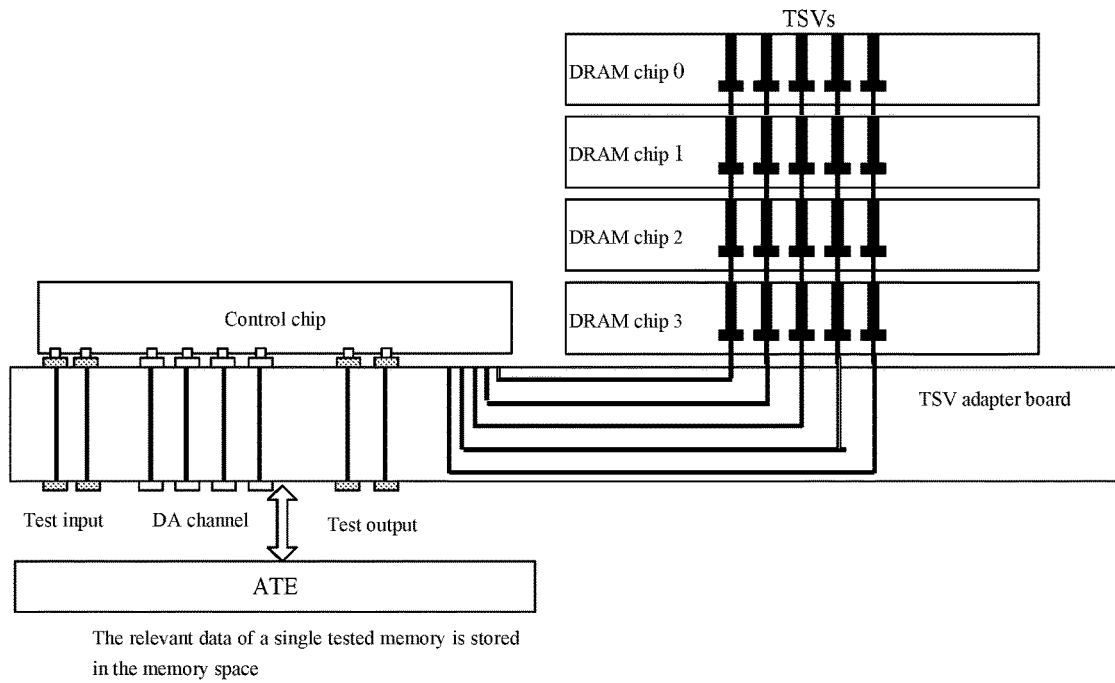 TSVs
DRAM chip 0
DRAM chip 1
DRAM chip 2
DRAM chip 3
Control chip
TSV adapter board
Test input
DA channel
Test output
ATE
The relevant data of a single tested memory is stored
in the memory space